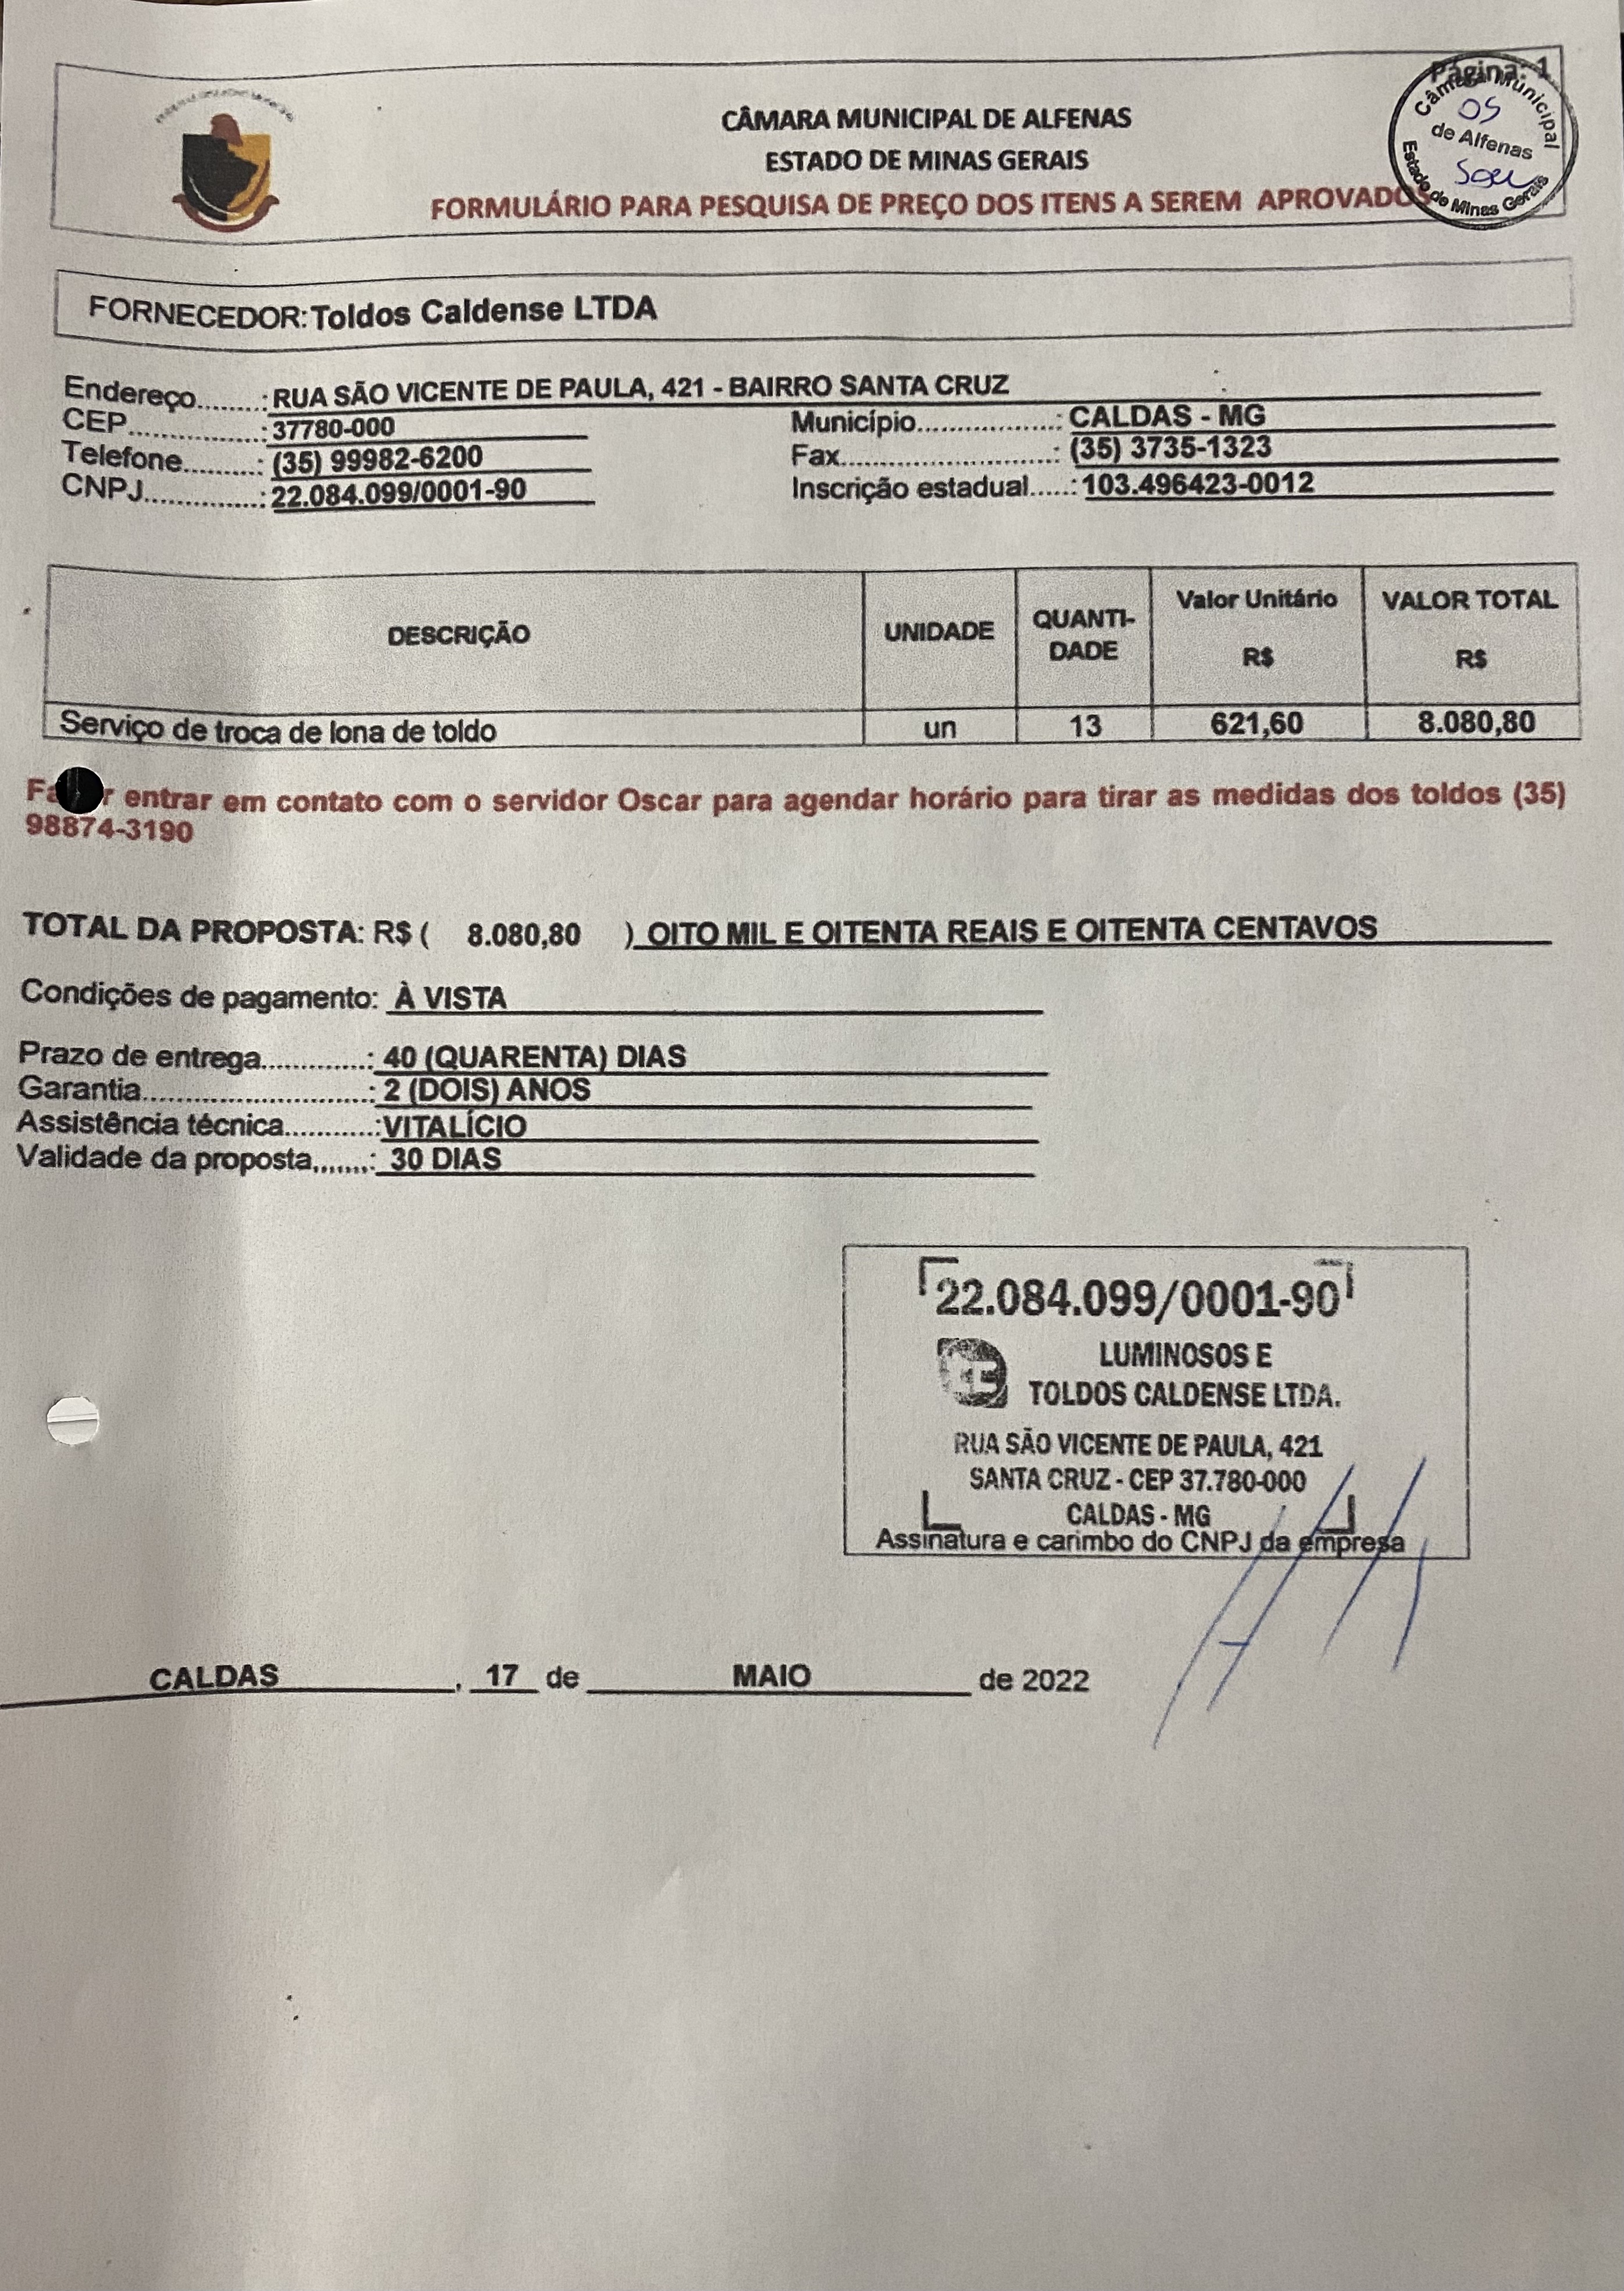 Página: 1
CÂMARA MUNICIPAL DE ALFENAS
ESTADO DE MINAS GERAIS
FORMULÁRIO PARA PESQUISA DE PREÇO DOS ITENS A SEREM APROVADOS
Câmara Municipal
05
de Alfenas
Estado de Minas Gerais
FORNECEDOR: Toldos Caldense LTDA
Endereço........: RUA SÃO VICENTE DE PAULA, 421 - BAIRRO SANTA CRUZ
CEP..............: 37780-000 Município..................: CALDAS - MG
Telefone.........: (35) 99982-6200 Fax...........................: (35) 3735-1323
CNPJ.............: 22.084.099/0001-90 Inscrição estadual.....: 103.496423-0012
DESCRIÇÃO UNIDADE QUANTI-DADE Valor Unitário R$ VALOR TOTAL R$
Serviço de troca de lona de toldo un 13 621,60 8.080,80
entrar em contato com o servidor Oscar para agendar horário para tirar as medidas dos toldos (35)
98874-3190
TOTAL DA PROPOSTA: R$ ( 8.080,80 ) OITO MIL E OITENTA REAIS E OITENTA CENTAVOS
Condições de pagamento: À VISTA
Prazo de entrega.............: 40 (QUARENTA) DIAS
Garantia...........................: 2 (DOIS) ANOS
Assistência técnica...........: VITALÍCIO
Validade da proposta,......: 30 DIAS
22.084.099/0001-90
LUMINOSOS E
TOLDOS CALDENSE LTDA.
RUA SÃO VICENTE DE PAULA, 421
SANTA CRUZ - CEP 37.780-000
CALDAS - MG
Assinatura e carimbo do CNPJ da empresa
CALDAS, 17 de MAIO de 2022